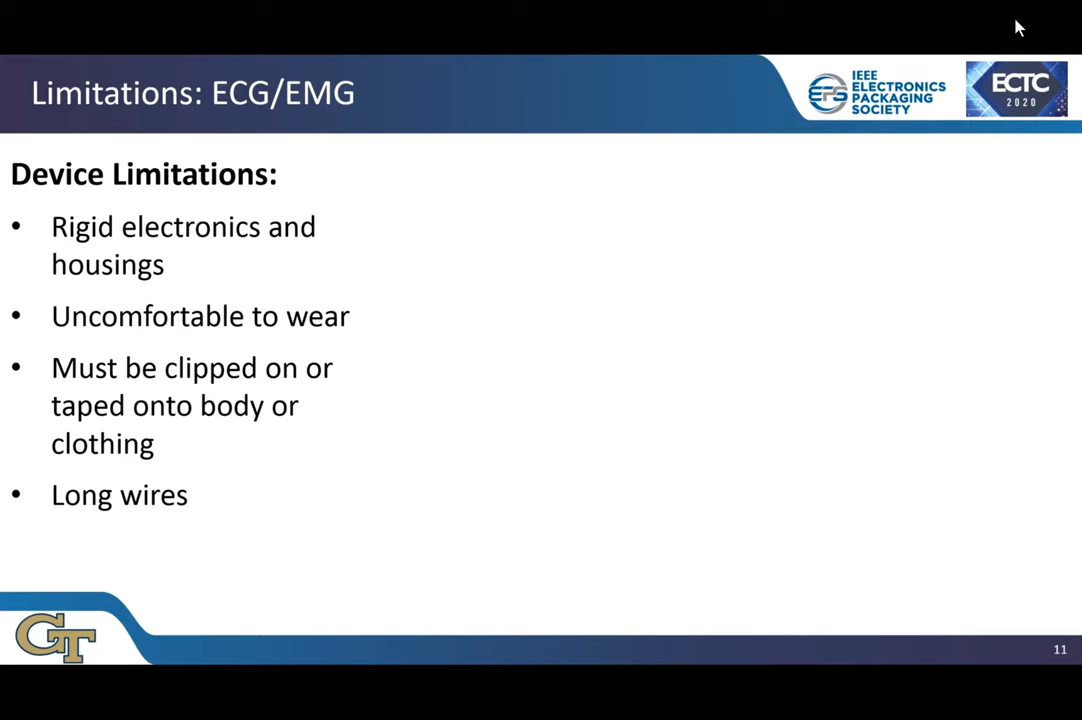 Limitations: ECG/EMG
EPS
IEEE
ELECTRONICS
PACKAGING
SOCIETY
ECTC
2020
Device Limitations:
• Rigid electronics and
housings
• Uncomfortable to wear
• Must be clipped on or
taped onto body or
clothing
• Long wires
GT
11